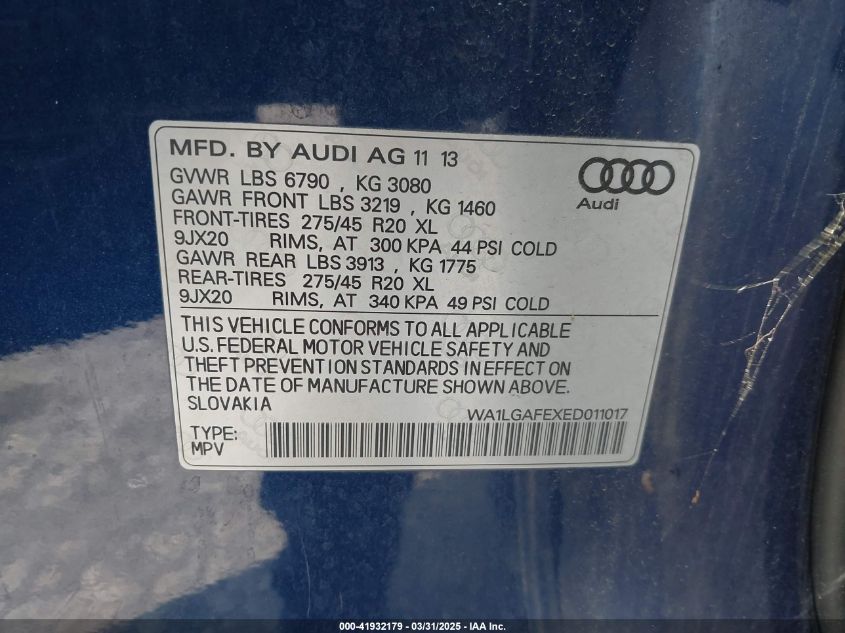 MFD. BY AUDI AG 11 13
GVWR LBS 6790 , KG 3080
GAWR FRONT LBS 3219 , KG 1460
FRONT-TIRES 275/45 R20 XL
9JX20 RIMS, AT 300 KPA 44 PSI COLD
GAWR REAR LBS 3913 , KG 1775
REAR-TIRES 275/45 R20 XL
9JX20 RIMS, AT 340 KPA 49 PSI COLD
Audi
THIS VEHICLE CONFORMS TO ALL APPLICABLE
U.S. FEDERAL MOTOR VEHICLE SAFETY AND
THEFT PREVENTION STANDARDS IN EFFECT ON
THE DATE OF MANUFACTURE SHOWN ABOVE.
SLOVAKIA
WA1LGAFEXED011017
TYPE:
MPV
000-41932179 - 03/31/2025 - IAA Inc.